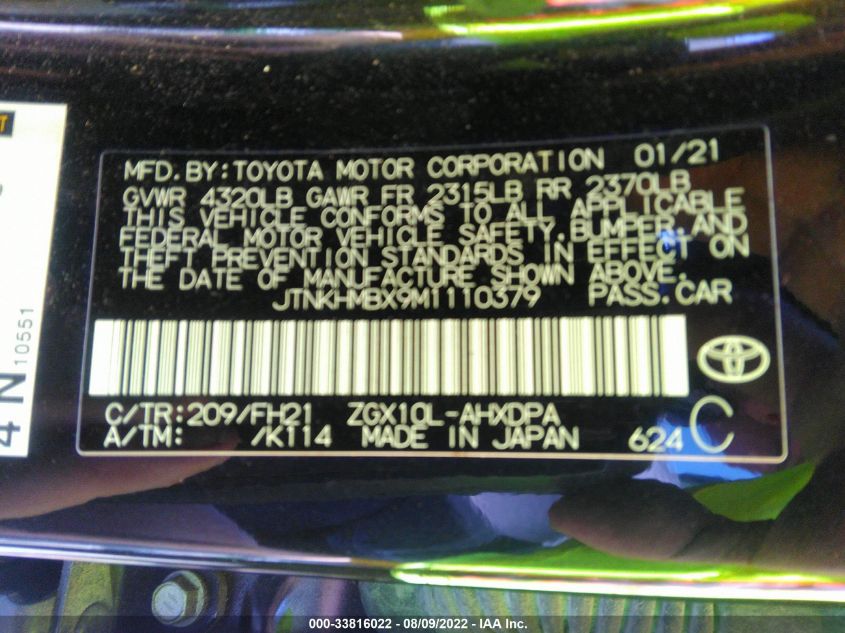 MFD. BY: TOYOTA MOTOR CORPORATION 01/21
GVWR 4320LB GAWR FR 2315LB RR 2370LB
THIS VEHICLE CONFORMS TO ALL APPLICABLE
FEDERAL MOTOR VEHICLE SAFETY, BUMPER, AND
THEFT PREVENTION STANDARDS IN EFFECT ON
THE DATE OF MANUFACTURE SHOWN ABOVE.
JTNKHMBX9M1110379 PASS. CAR
C/TR: 209/FH21 ZGX10L-AHXDPA
A/TM: /K114 MADE IN JAPAN 624 C
4 N 10551
000-33816022 - 08/09/2022 - IAA Inc.